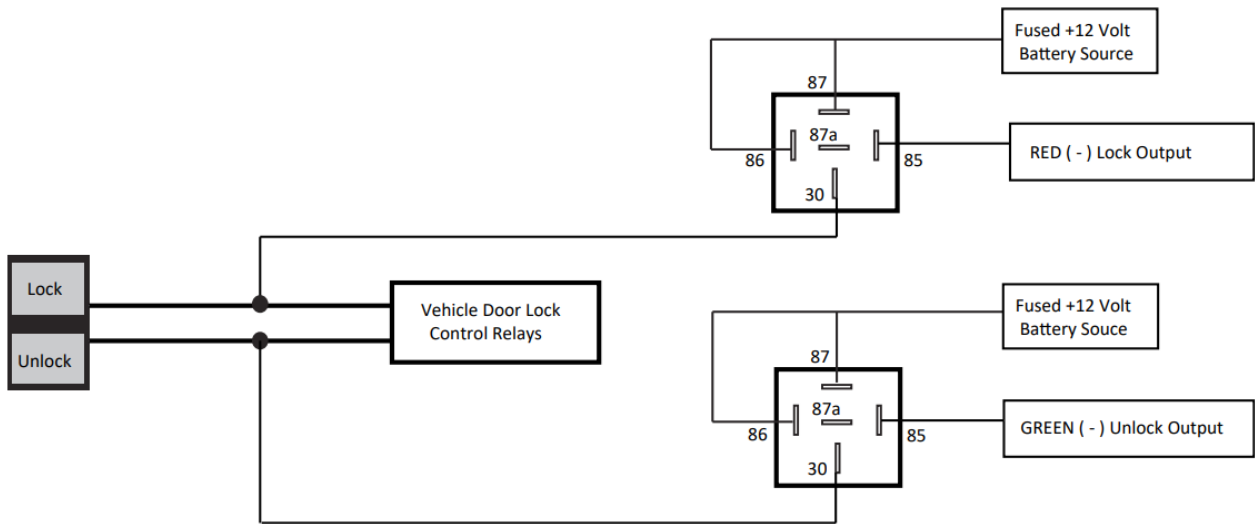 Fused +12 Volt
Battery Source
87
87a
86
85
RED ( - ) Lock Output
30
Lock
Unlock
Vehicle Door Lock
Control Relays
Fused +12 Volt
Battery Souce
87
87a
86
85
GREEN ( - ) Unlock Output
30